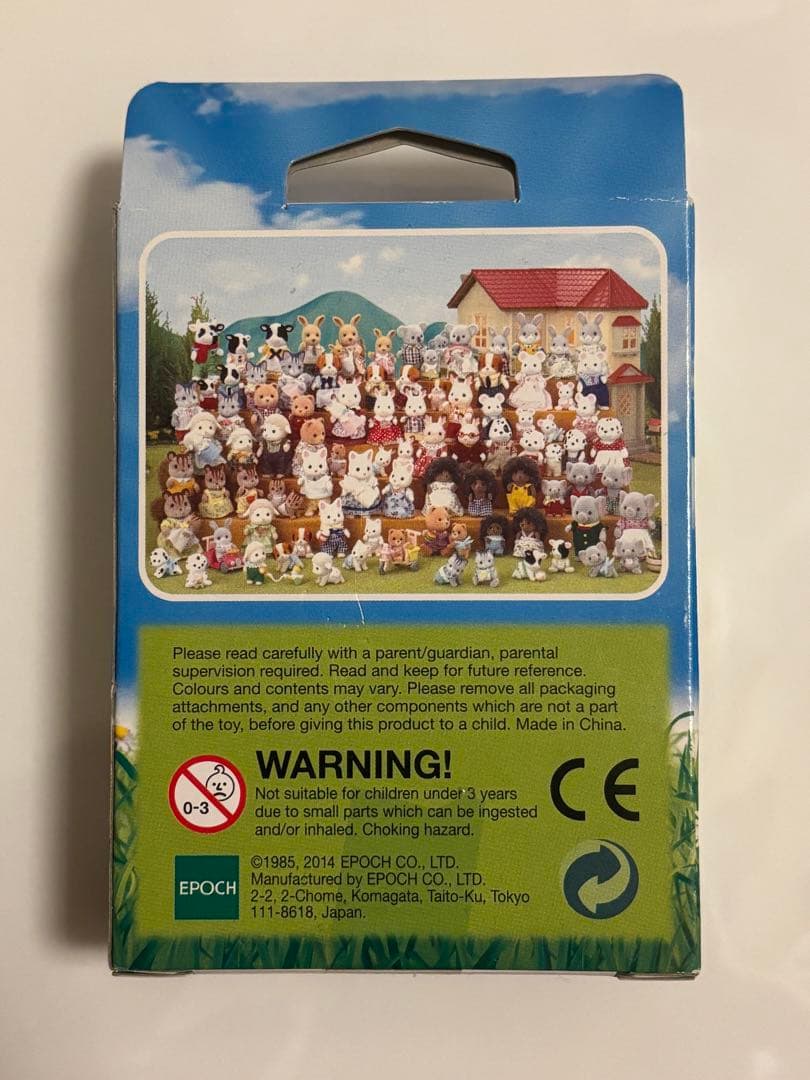 Please read carefully with a parent/guardian, parental
supervision required. Read and keep for future reference.
Colours and contents may vary. Please remove all packaging
attachments, and any other components which are not a part
of the toy, before giving this product to a child. Made in China.
WARNING!
0-3
Not suitable for children under 3 years
due to small parts which can be ingested
and/or inhaled. Choking hazard.
CE
EPOCH
©1985, 2014 EPOCH CO., LTD.
Manufactured by EPOCH CO., LTD.
2-2, 2-Chome, Komagata, Taito-Ku, Tokyo
111-8618, Japan.